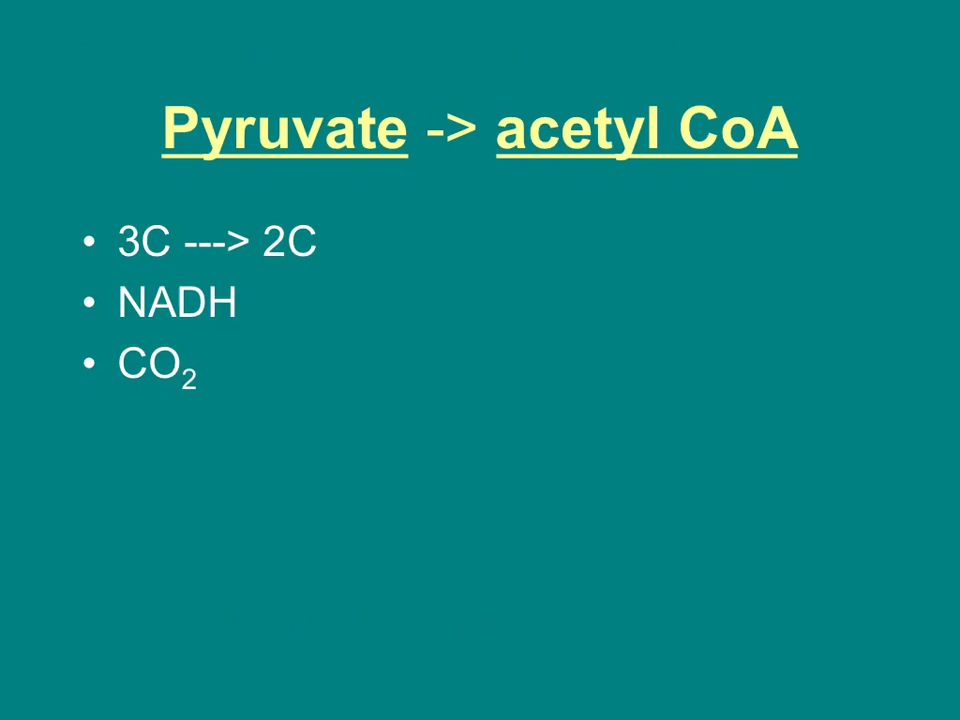 Pyruvate -> acetyl CoA
• 3C ---> 2C
• NADH
• CO₂